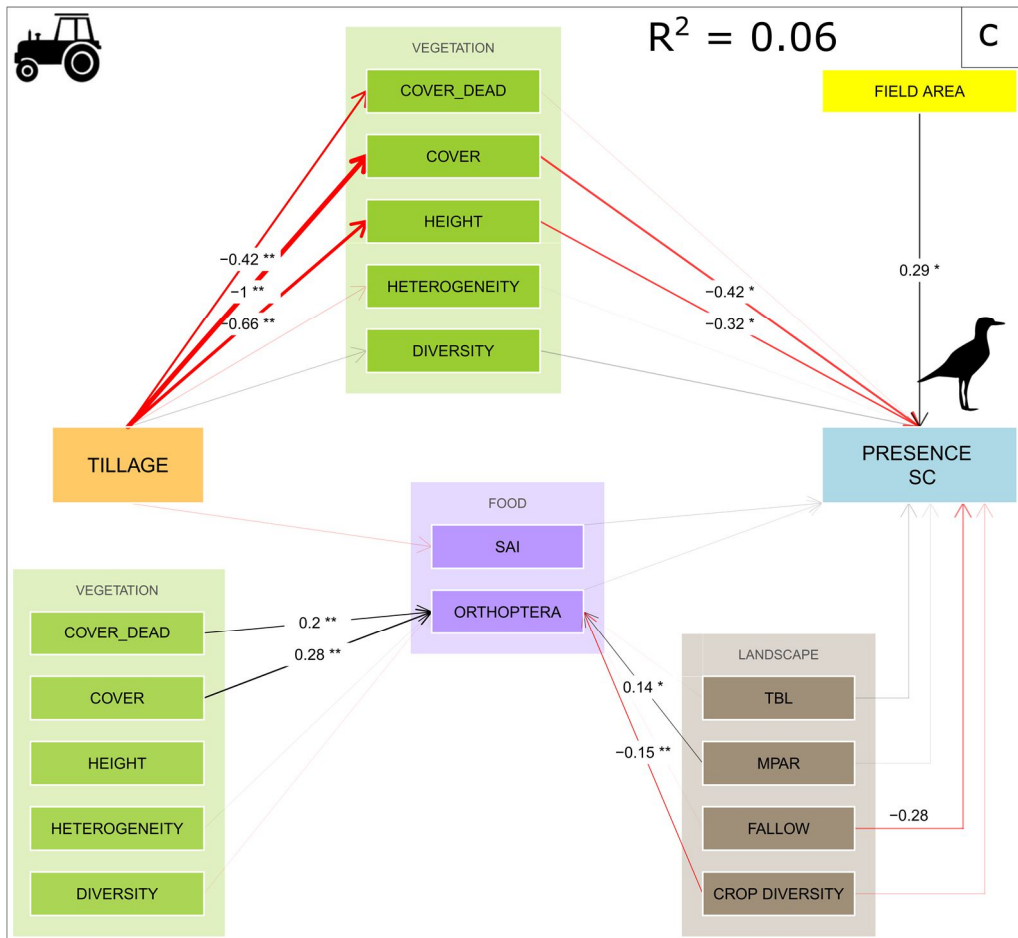 R² = 0.06
C
VEGETATION
COVER_DEAD
COVER
HEIGHT
HETEROGENEITY
DIVERSITY
FIELD AREA
−0.42 **
−1 **
−0.66 **
−0.42 *
−0.32 *
0.29 *
TILLAGE
PRESENCE
SC
FOOD
SAI
ORTHOPTERA
VEGETATION
COVER_DEAD
COVER
HEIGHT
HETEROGENEITY
DIVERSITY
0.2 **
0.28 **
0.14 *
−0.15 **
LANDSCAPE
TBL
MPAR
FALLOW
CROP DIVERSITY
−0.28